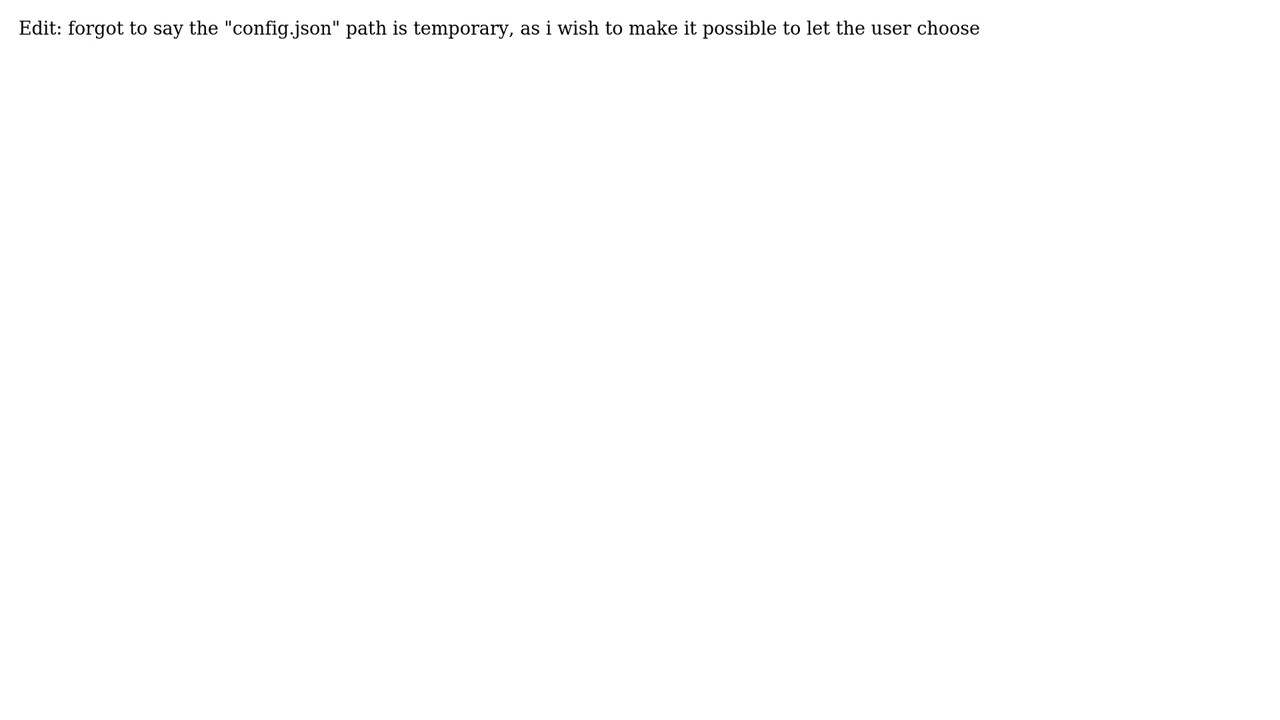 Edit: forgot to say the "config.json" path is temporary, as i wish to make it possible to let the user choose